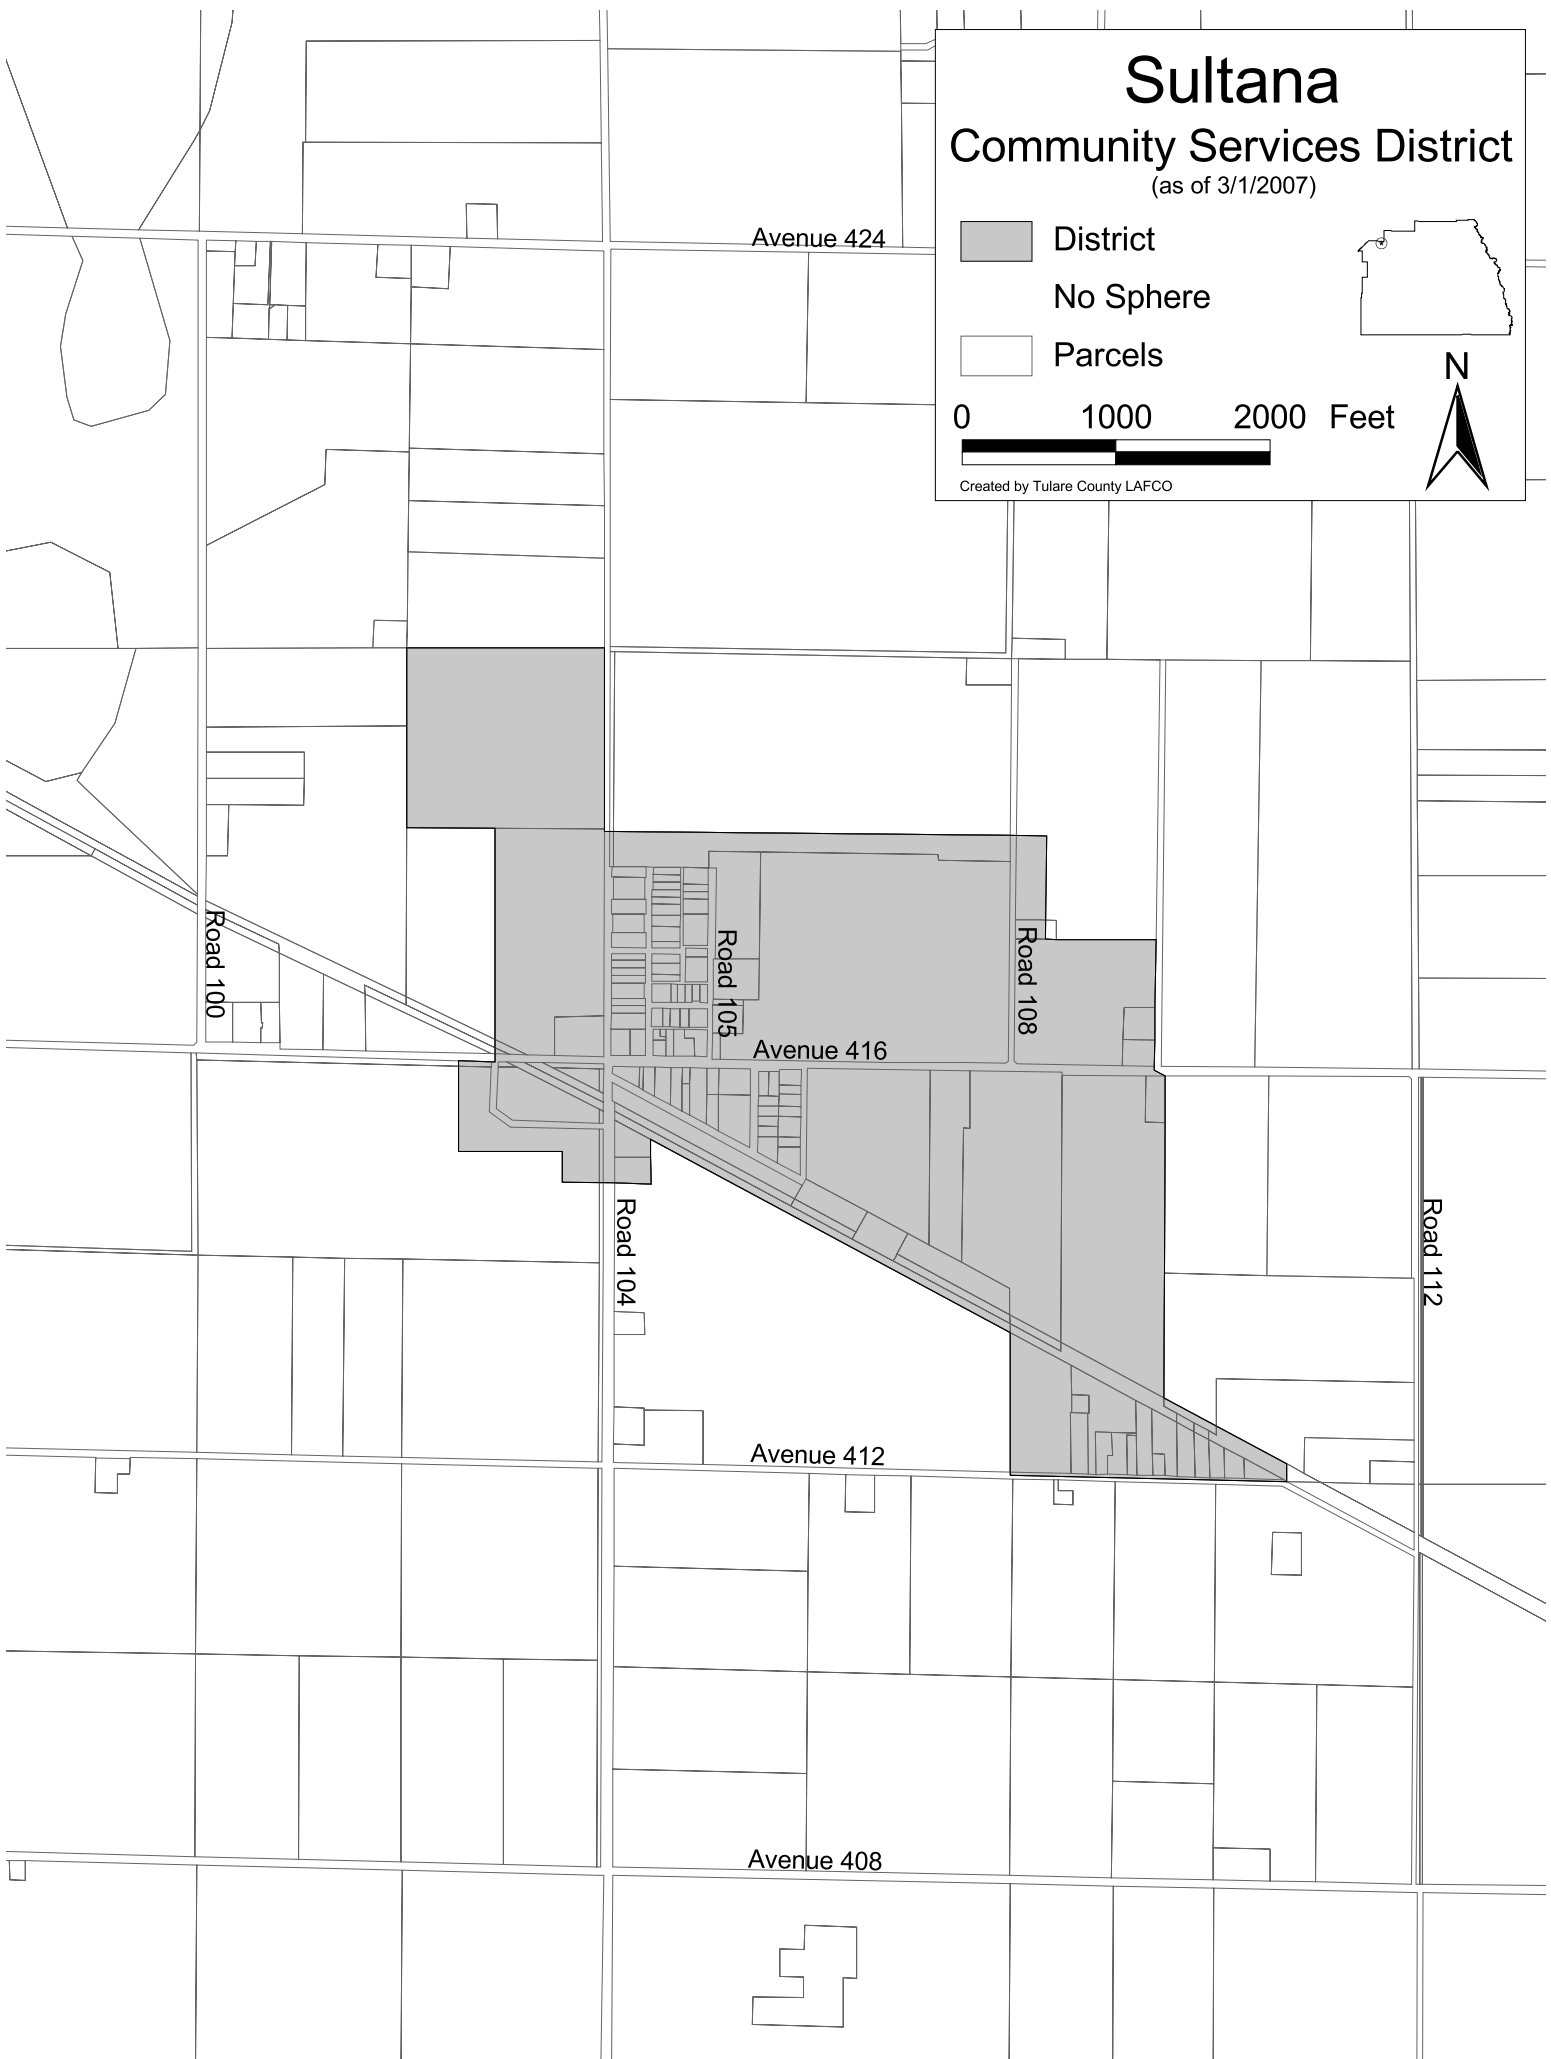 Sultana
Community Services District
(as of 3/1/2007)
District
No Sphere
Parcels
N
0 1000 2000 Feet
Created by Tulare County LAFCO
Avenue 424
Road 100
Road 105
Road 108
Avenue 416
Road 104
Road 112
Avenue 412
Avenue 408